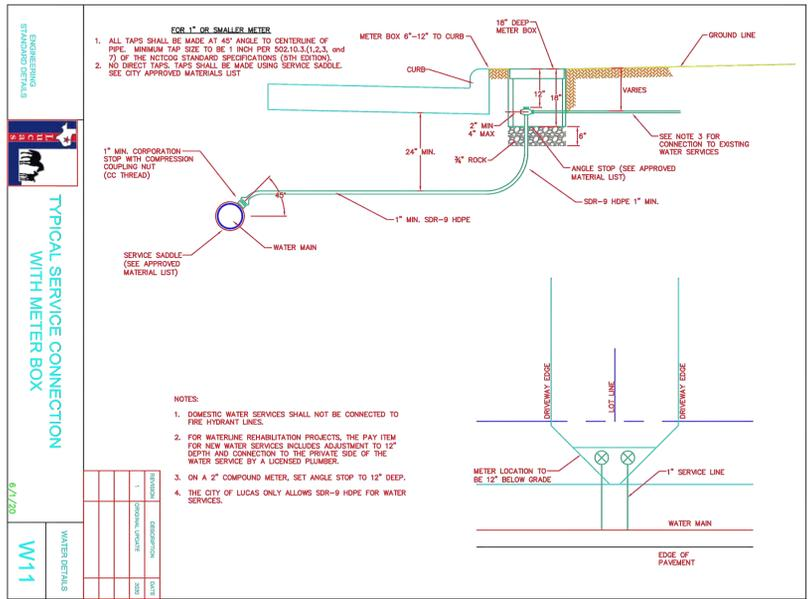 FOR 1" OR SMALLER METER
1. ALL TAPS SHALL BE MADE AT 45° ANGLE TO CENTERLINE OF
PIPE. MINIMUM TAP SIZE TO BE 1 INCH PER 502.10.3.(1,2,3, and
7) OF THE NCTCOG STANDARD SPECIFICATIONS (5TH EDITION).
2. NO DIRECT TAPS. TAPS SHALL BE MADE USING SERVICE SADDLE.
SEE CITY APPROVED MATERIALS LIST
METER BOX 6"-12" TO CURB
18" DEEP
METER BOX
GROUND LINE
CURB
12"
18"
VARIES
2" MIN
4" MAX
6"
24" MIN.
¾" ROCK
SEE NOTE 3 FOR
CONNECTION TO EXISTING
WATER SERVICES
ANGLE STOP (SEE APPROVED
MATERIAL LIST)
SDR-9 HDPE 1" MIN.
1" MIN. CORPORATION
STOP WITH COMPRESSION
COUPLING NUT
(CC THREAD)
45°
1" MIN. SDR-9 HDPE
WATER MAIN
SERVICE SADDLE
(SEE APPROVED
MATERIAL LIST)
NOTES:
1. DOMESTIC WATER SERVICES SHALL NOT BE CONNECTED TO
FIRE HYDRANT LINES.
2. FOR WATERLINE REHABILITATION PROJECTS, THE PAY ITEM
FOR NEW WATER SERVICES INCLUDES ADJUSTMENT TO 12"
DEPTH AND CONNECTION TO THE PRIVATE SIDE OF THE
WATER SERVICE BY A LICENSED PLUMBER.
3. ON A 2" COMPOUND METER, SET ANGLE STOP TO 12" DEEP.
4. THE CITY OF LUCAS ONLY ALLOWS SDR-9 HDPE FOR WATER
SERVICES.
DRIVEWAY EDGE
LOT LINE
DRIVEWAY EDGE
METER LOCATION TO
BE 12" BELOW GRADE
1" SERVICE LINE
WATER MAIN
EDGE OF
PAVEMENT
ENGINEERING
STANDARD DETAILS
Lucas
TYPICAL SERVICE CONNECTION
WITH METER BOX
6/1/20
REVISION DESCRIPTION DATE
1 ORIGINAL UPDATE 2020
WATER DETAILS
W11